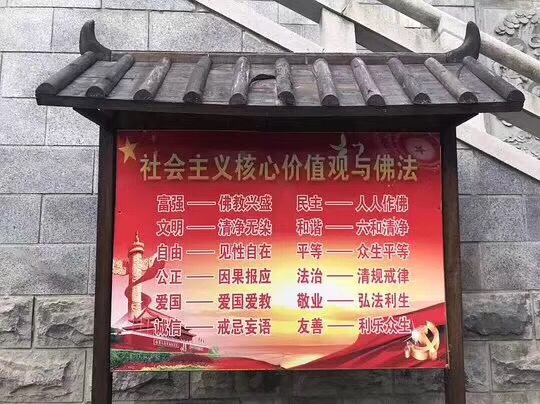 社会主义核心价值观与佛法
富强——佛教兴盛 民主——人人作佛
文明——清净无染 和谐——六和清净
自由——见性自在 平等——众生平等
公正——因果报应 法治——清规戒律
爱国——爱国爱教 敬业——弘法利生
诚信——戒忌妄语 友善——利乐众生